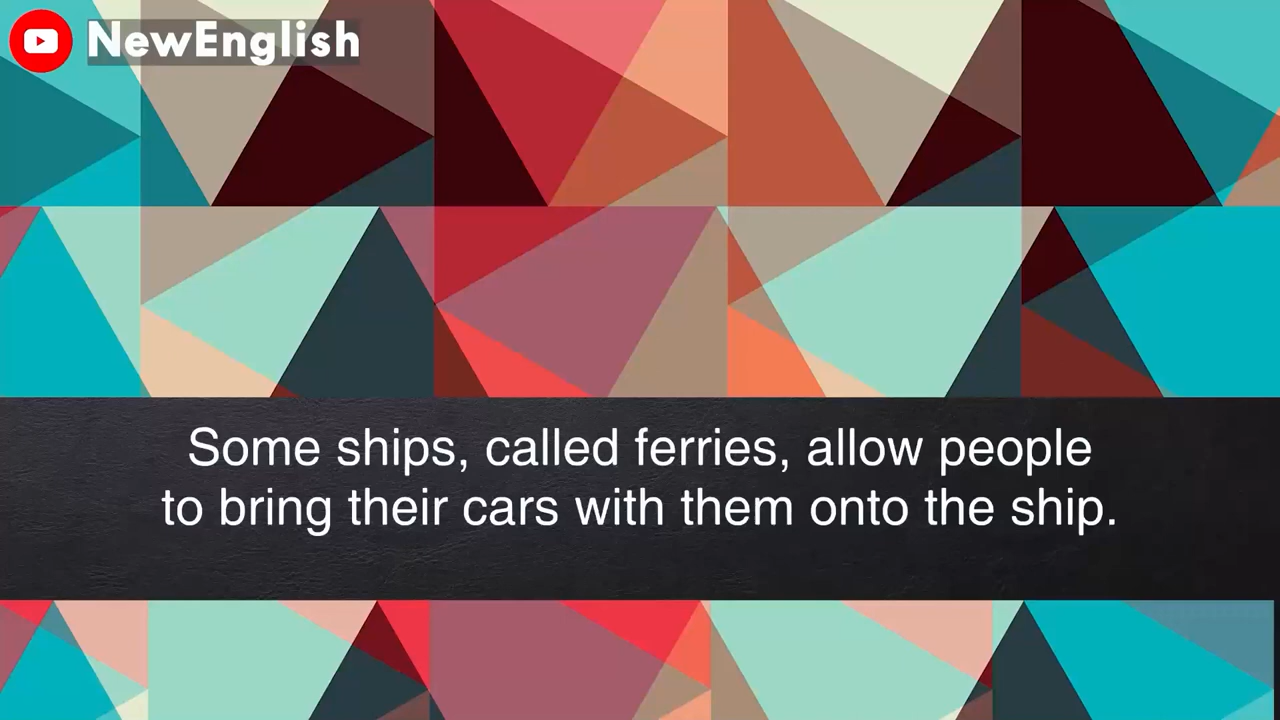 NewEnglish
Some ships, called ferries, allow people
to bring their cars with them onto the ship.